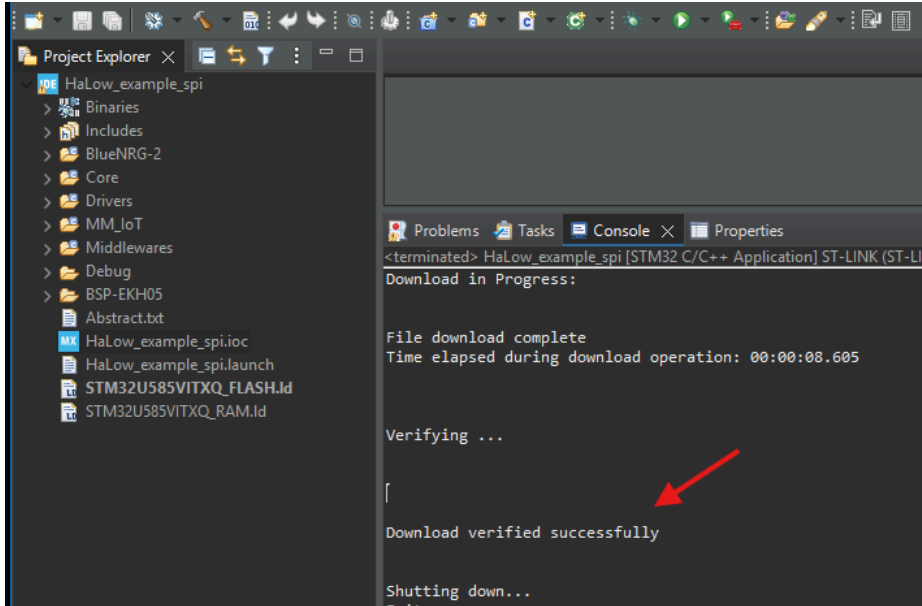 Project Explorer
IDE HaLow_example_spi
Binaries
Includes
BlueNRG-2
Core
Drivers
MM_IoT
Middlewares
Debug
BSP-EKH05
Abstract.txt
MX HaLow_example_spi.ioc
HaLow_example_spi.launch
STM32U585VITXQ_FLASH.ld
STM32U585VITXQ_RAM.ld
Problems Tasks Console Properties
<terminated> HaLow_example_spi [STM32 C/C++ Application] ST-LINK (ST-LI
Download in Progress:
File download complete
Time elapsed during download operation: 00:00:08.605
Verifying ...
Download verified successfully
Shutting down...